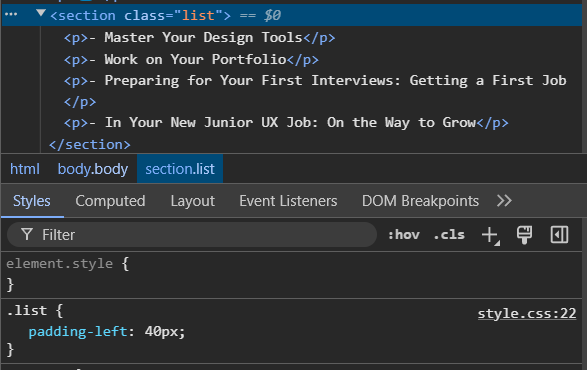 <section class="list"> == $0
<p>- Master Your Design Tools</p>
<p>- Work on Your Portfolio</p>
<p>- Preparing for Your First Interviews: Getting a First Job
</p>
<p>- In Your New Junior UX Job: On the Way to Grow</p>
</section>
html body.body section.list
Styles Computed Layout Event Listeners DOM Breakpoints
Filter :hov .cls
element.style {
}
.list { style.css:22
padding-left: 40px;
}